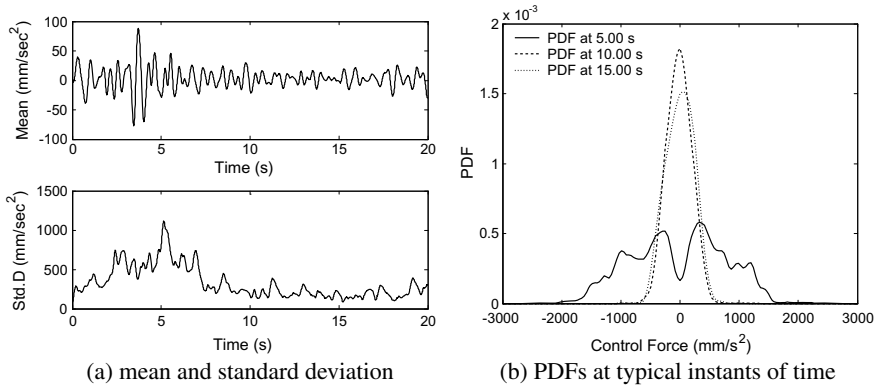 100
50
0
-50
-100
Mean (mm/sec²)
0 5 10 15 20
Time (s)
1500
1000
500
0
Std.D (mm/sec²)
0 5 10 15 20
Time (s)
(a) mean and standard deviation
2 x 10⁻³
PDF at 5.00 s
PDF at 10.00 s
PDF at 15.00 s
1.5
1
0.5
0
PDF
-3000 -2000 -1000 0 1000 2000 3000
Control Force (mm/s²)
(b) PDFs at typical instants of time